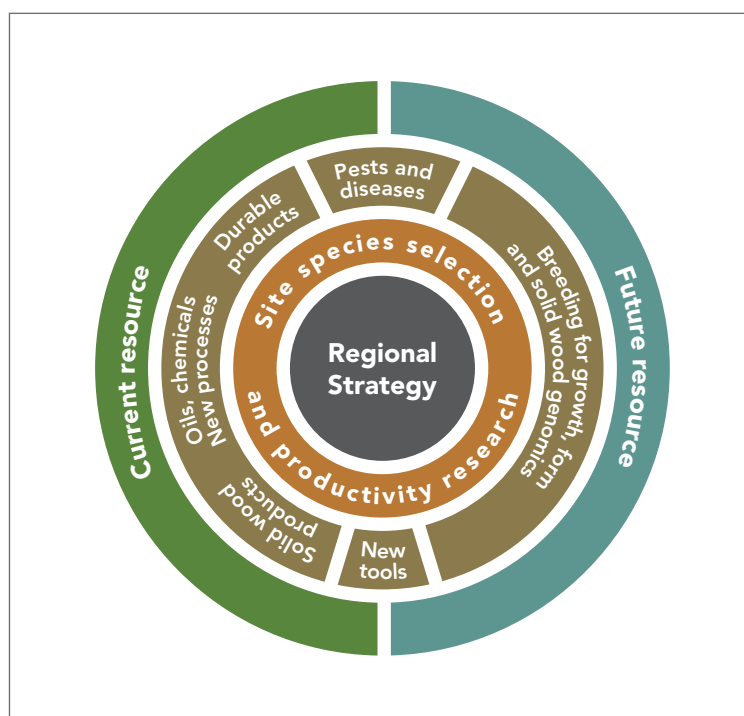 Pests and
diseases
Durable
products
Site species selection
Breeding for growth, form
and solid wood genomics
Current resource
Oils, chemicals
New processes
Regional
Strategy
Future resource
and productivity research
Solid wood
products
New
tools